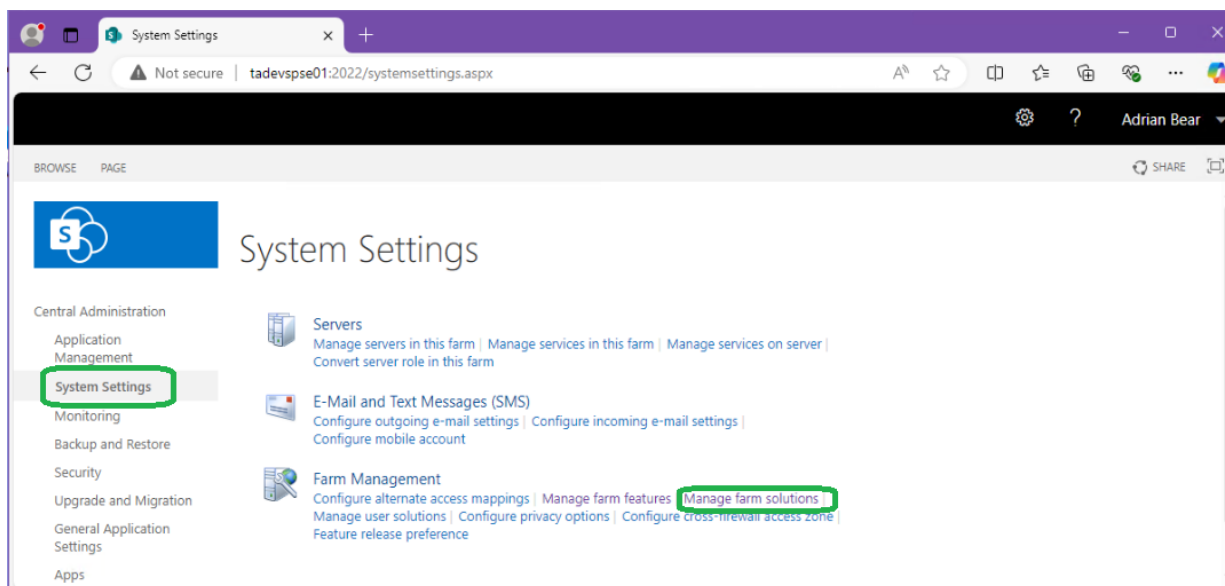 System Settings
Not secure | tadevspse01:2022/systemsettings.aspx
Adrian Bear
BROWSE PAGE SHARE
S
System Settings
Central Administration
Application
Management
System Settings
Monitoring
Backup and Restore
Security
Upgrade and Migration
General Application
Settings
Apps
Servers
Manage servers in this farm | Manage services in this farm | Manage services on server |
Convert server role in this farm
E-Mail and Text Messages (SMS)
Configure outgoing e-mail settings | Configure incoming e-mail settings |
Configure mobile account
Farm Management
Configure alternate access mappings | Manage farm features | Manage farm solutions |
Manage user solutions | Configure privacy options | Configure cross-firewall access zone |
Feature release preference